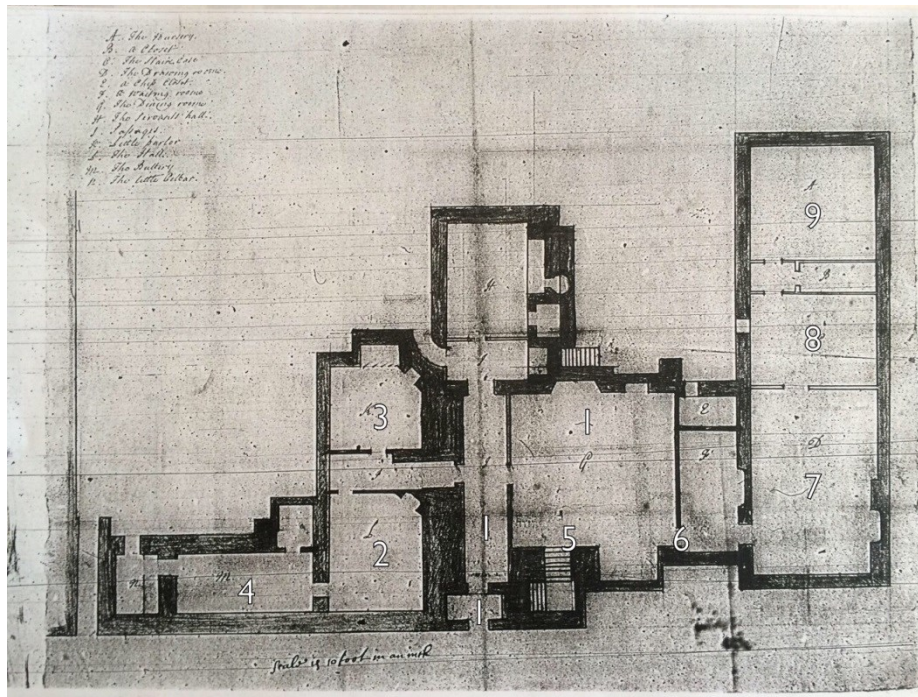 A. The Nursery.
B. a Closet
C. The Stair Case
D. The Drawing roome.
E. a Closet.
F. a waiting roome
G. The Dining roome
H. The servants hall.
I. Passages.
K. Little parlor
L. The Hall.
M. The Buttery
N. The little Cellar.
A
9
B
8
1
E
3
K
G
D
7
I
L
2
1
5
6
N
M
4
1
scale is 10 foot in an inch